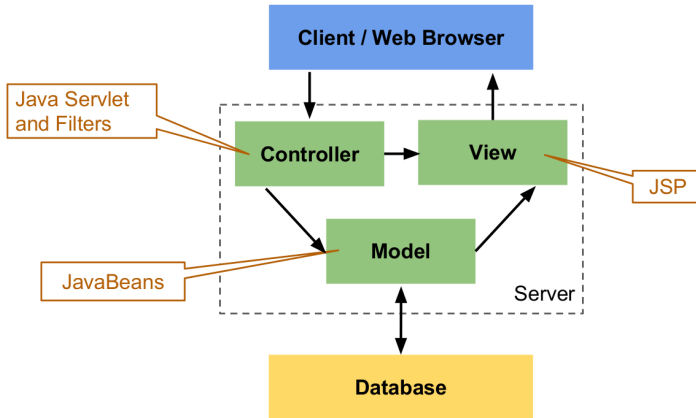 Client / Web Browser
Java Servlet
and Filters
Controller
View
JSP
Model
JavaBeans
Server
Database